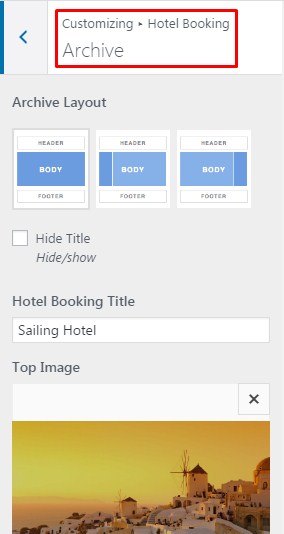 Customizing ▸ Hotel Booking
Archive
Archive Layout
HEADER HEADER HEADER
BODY BODY BODY
FOOTER FOOTER FOOTER
Hide Title
Hide/show
Hotel Booking Title
Sailing Hotel
Top Image